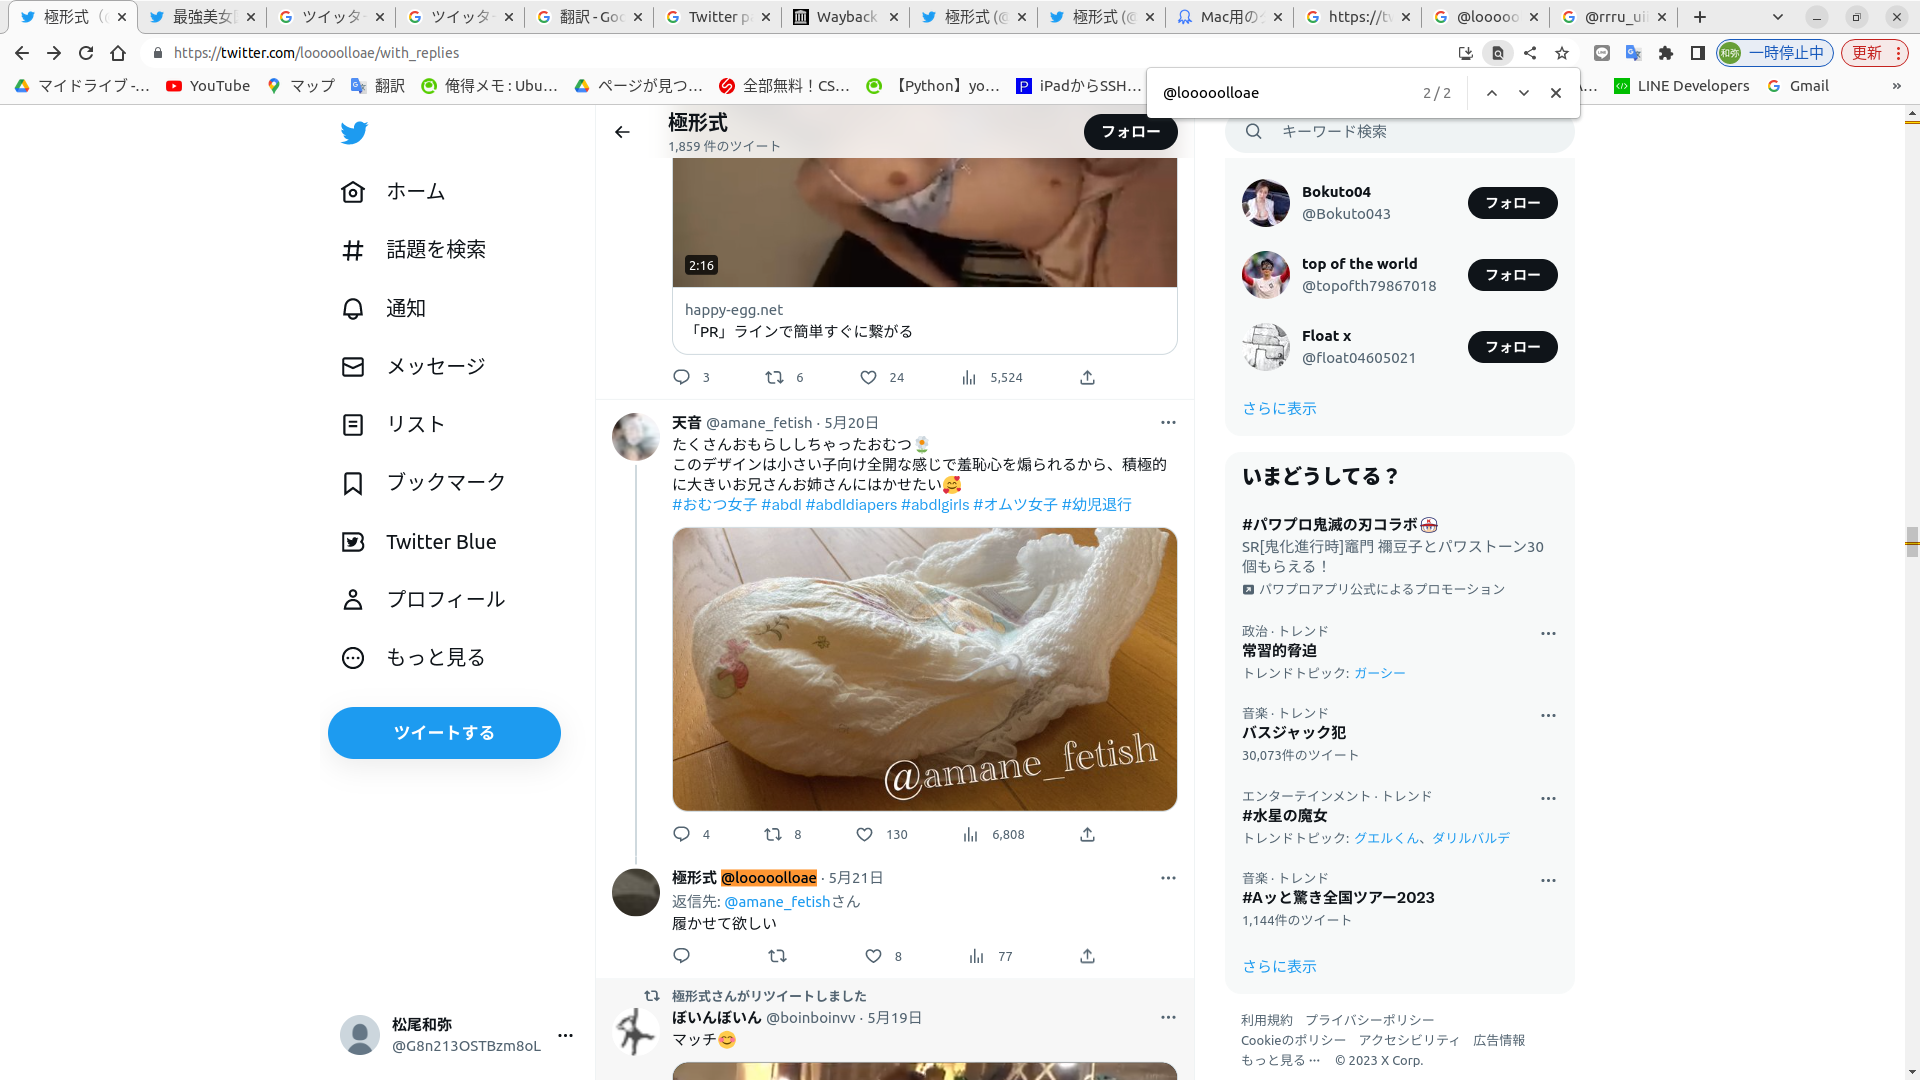 極形式 (@
最強美女
ツイッター
ツイッター
翻訳 - Goo
Twitter p
Wayback
極形式 (@
極形式 (@
Mac用の
https://tw
@looooo
@rrru_ui
https://twitter.com/looooolloae/with_replies
和弥 一時停止中
更新
マイドライブ -...
YouTube
マップ
翻訳
俺得メモ : Ubu...
ページが見つ...
全部無料！CS...
【Python】yo...
iPadからSSH...
LINE Developers
Gmail
»
@looooolloae 2 / 2
ホーム
話題を検索
通知
メッセージ
リスト
ブックマーク
Twitter Blue
プロフィール
もっと見る
ツイートする
松尾和弥
@G8n213OSTBzm8oL
極形式
1,859 件のツイート
フォロー
2:16
happy-egg.net
「PR」ラインで簡単すぐに繋がる
3 6 24 5,524
天音 @amane_fetish · 5月20日
たくさんおもらししちゃったおむつ
このデザインは小さい子向け全開な感じで羞恥心を煽られるから、積極的
に大きいお兄さんお姉さんにはかせたい🥰
#おむつ女子 #abdl #abdldiapers #abdlgirls #オムツ女子 #幼児退行
@amane_fetish
4 8 130 6,808
極形式 @looooolloae · 5月21日
返信先: @amane_fetishさん
履かせて欲しい
8 77
極形式さんがリツイートしました
ぼいんぼいん @boinboinvv · 5月19日
マッチ😊
キーワード検索
Bokuto04
@Bokuto043
フォロー
top of the world
@topofth79867018
フォロー
Float x
@float04605021
フォロー
さらに表示
いまどうしてる？
#パワプロ鬼滅の刃コラボ
SR[鬼化進行時]竈門 禰豆子とパワストーン30
個もらえる！
パワプロアプリ公式によるプロモーション
政治 · トレンド
常習的脅迫
トレンドトピック: ガーシー
音楽 · トレンド
バスジャック犯
30,073件のツイート
エンターテインメント · トレンド
#水星の魔女
トレンドトピック: グエルくん、ダリルバルデ
音楽 · トレンド
#Aッと驚き全国ツアー2023
1,144件のツイート
さらに表示
利用規約 プライバシーポリシー
Cookieのポリシー アクセシビリティ 広告情報
もっと見る ··· © 2023 X Corp.